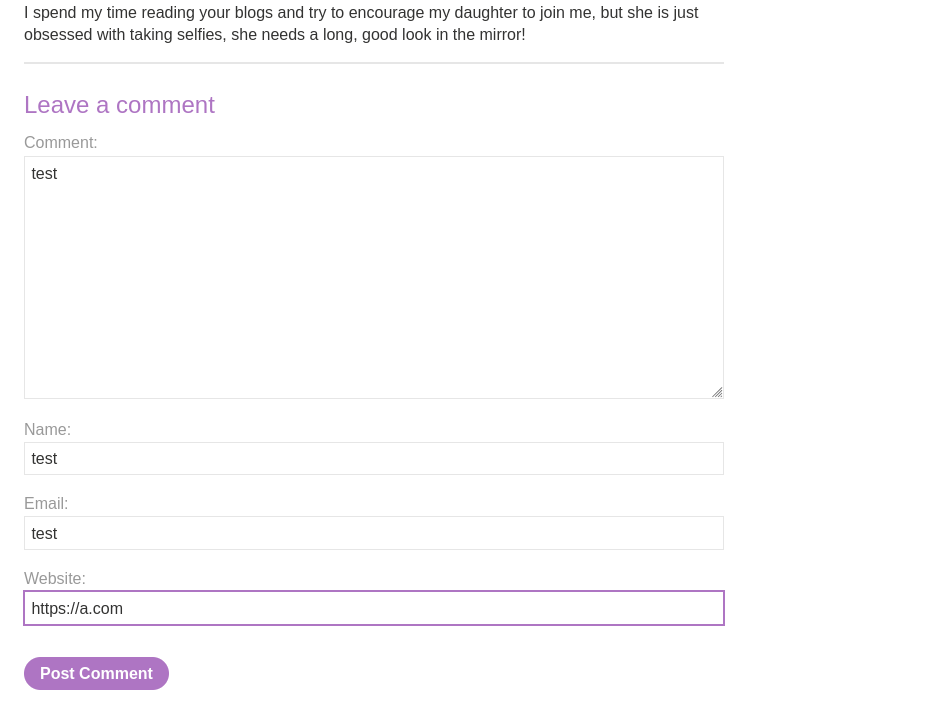 I spend my time reading your blogs and try to encourage my daughter to join me, but she is just
obsessed with taking selfies, she needs a long, good look in the mirror!
Leave a comment
Comment:
test
Name:
test
Email:
test
Website:
https://a.com
Post Comment